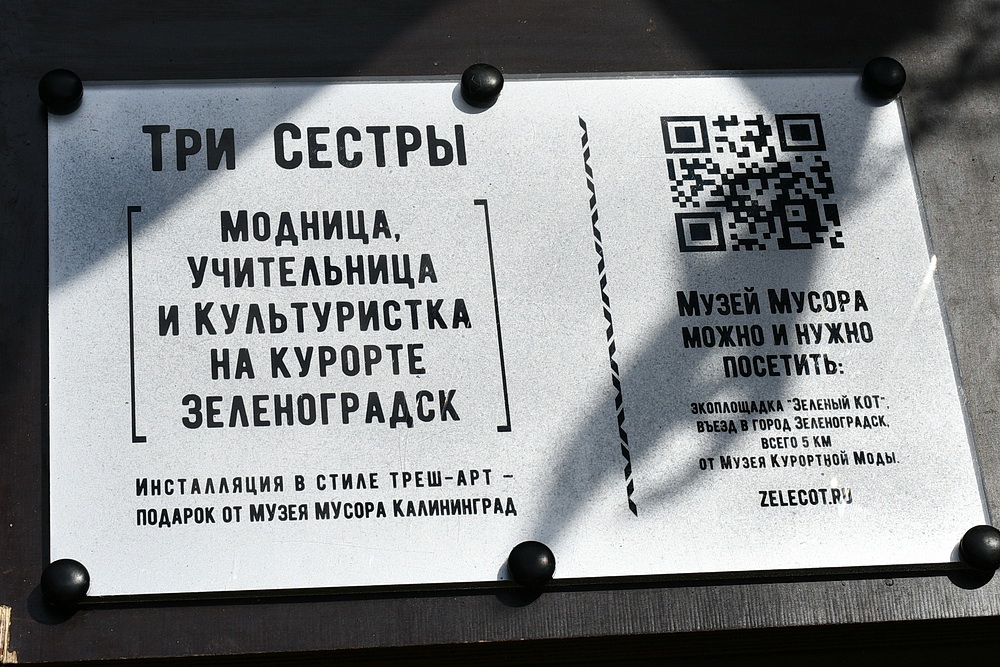 Три Сестры
Модница,
учительница
и Культуристка
на курорте
Зеленоградск
Инсталляция в стиле треш-арт –
подарок от Музея Мусора Калининград
Музей Мусора
можно и нужно
посетить:
экоплощадка "Зеленый КОТ",
въезд в город Зеленоградск,
всего 5 км
от Музея Курортной Моды.
ZELECOT.RU